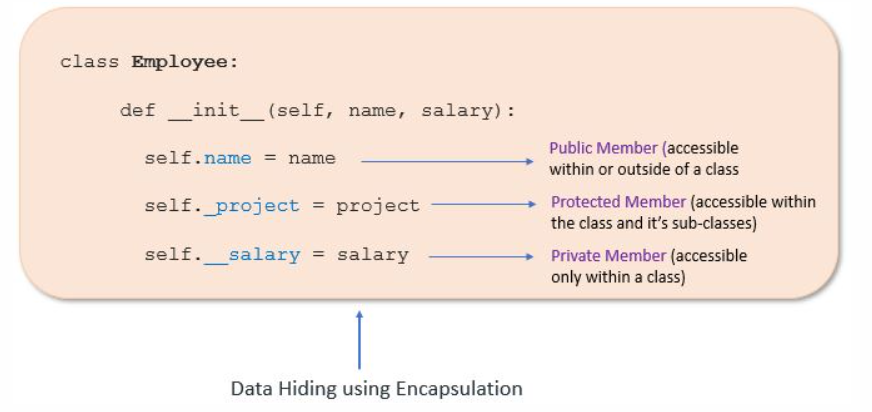 class Employee:
def __init__(self, name, salary):
self.name = name
Public Member (accessible
within or outside of a class
self._project = project
Protected Member (accessible within
the class and it's sub-classes)
self.__salary = salary
Private Member (accessible
only within a class)
Data Hiding using Encapsulation